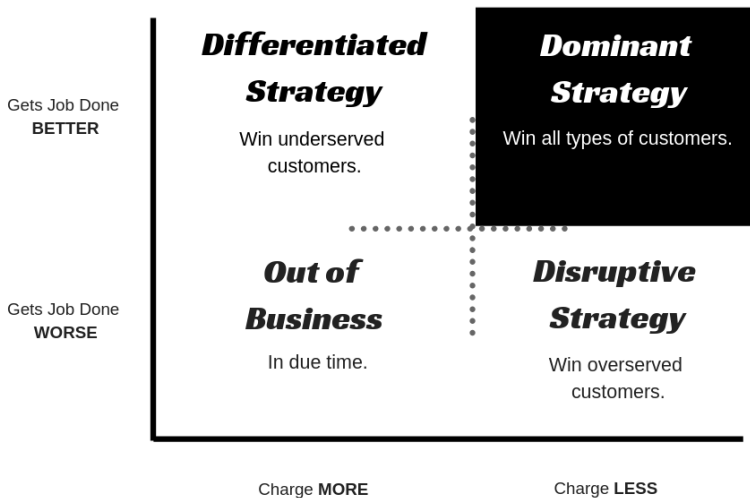 Differentiated
Strategy
Win underserved
customers.
Dominant
Strategy
Win all types of customers.
Gets Job Done
BETTER
Out of
Business
In due time.
Disruptive
Strategy
Win overserved
customers.
Gets Job Done
WORSE
Charge MORE
Charge LESS